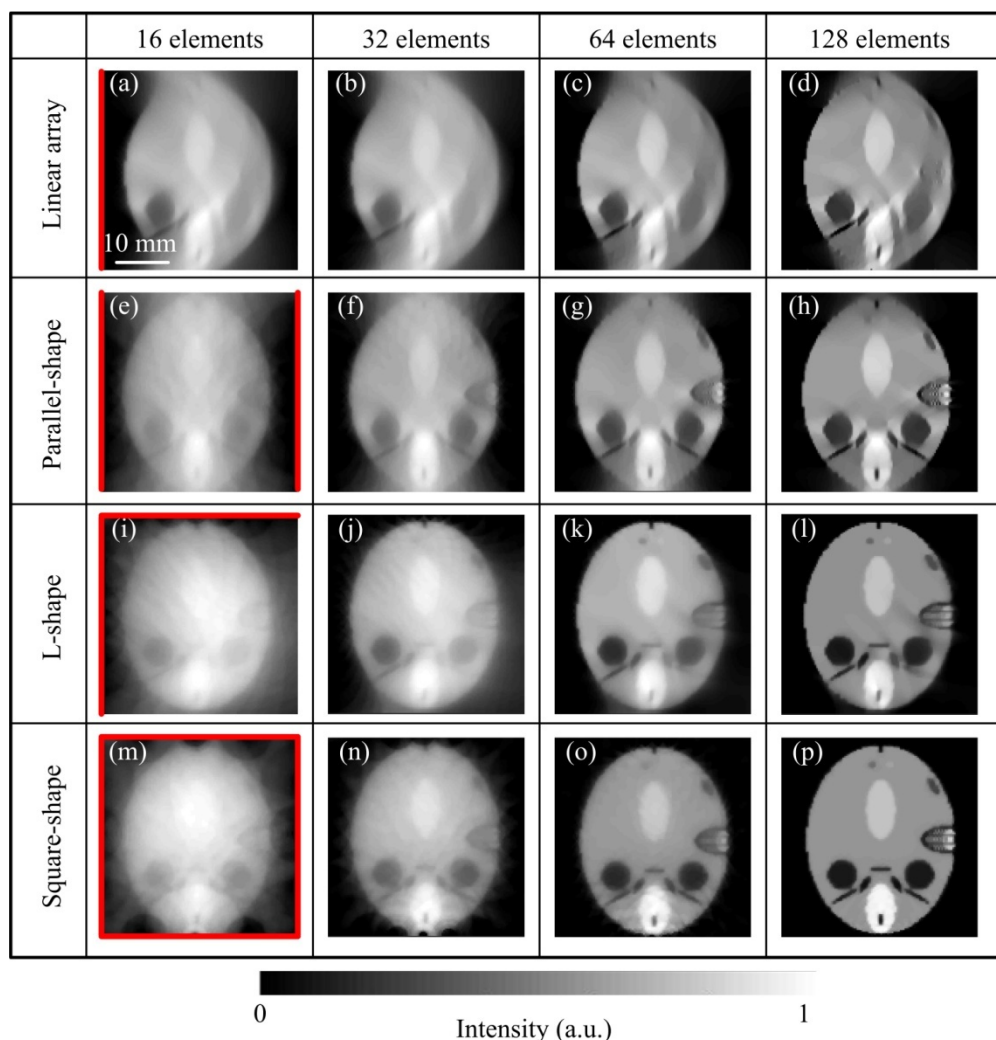 16 elements 32 elements 64 elements 128 elements
Linear array
(a) (b) (c) (d)
10 mm
Parallel-shape
(e) (f) (g) (h)
L-shape
(i) (j) (k) (l)
Square-shape
(m) (n) (o) (p)
0 1
Intensity (a.u.)